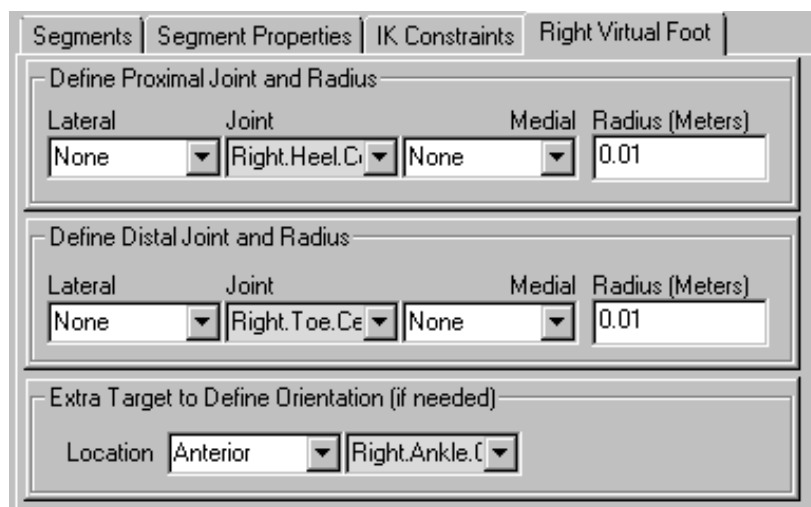 Segments Segment Properties IK Constraints Right Virtual Foot
Define Proximal Joint and Radius
Lateral Joint Medial Radius (Meters)
None Right.Heel.C None 0.01
Define Distal Joint and Radius
Lateral Joint Medial Radius (Meters)
None Right.Toe.Ce None 0.01
Extra Target to Define Orientation (if needed)
Location Anterior Right.Ankle.